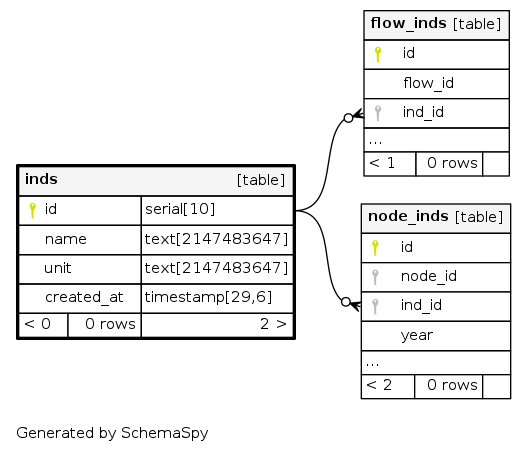 flow_inds [table]
id
flow_id
ind_id
...
< 1 0 rows
inds [table]
id serial[10]
name text[2147483647]
unit text[2147483647]
created_at timestamp[29,6]
< 0 0 rows 2 >
node_inds [table]
id
node_id
ind_id
year
...
< 2 0 rows
Generated by SchemaSpy